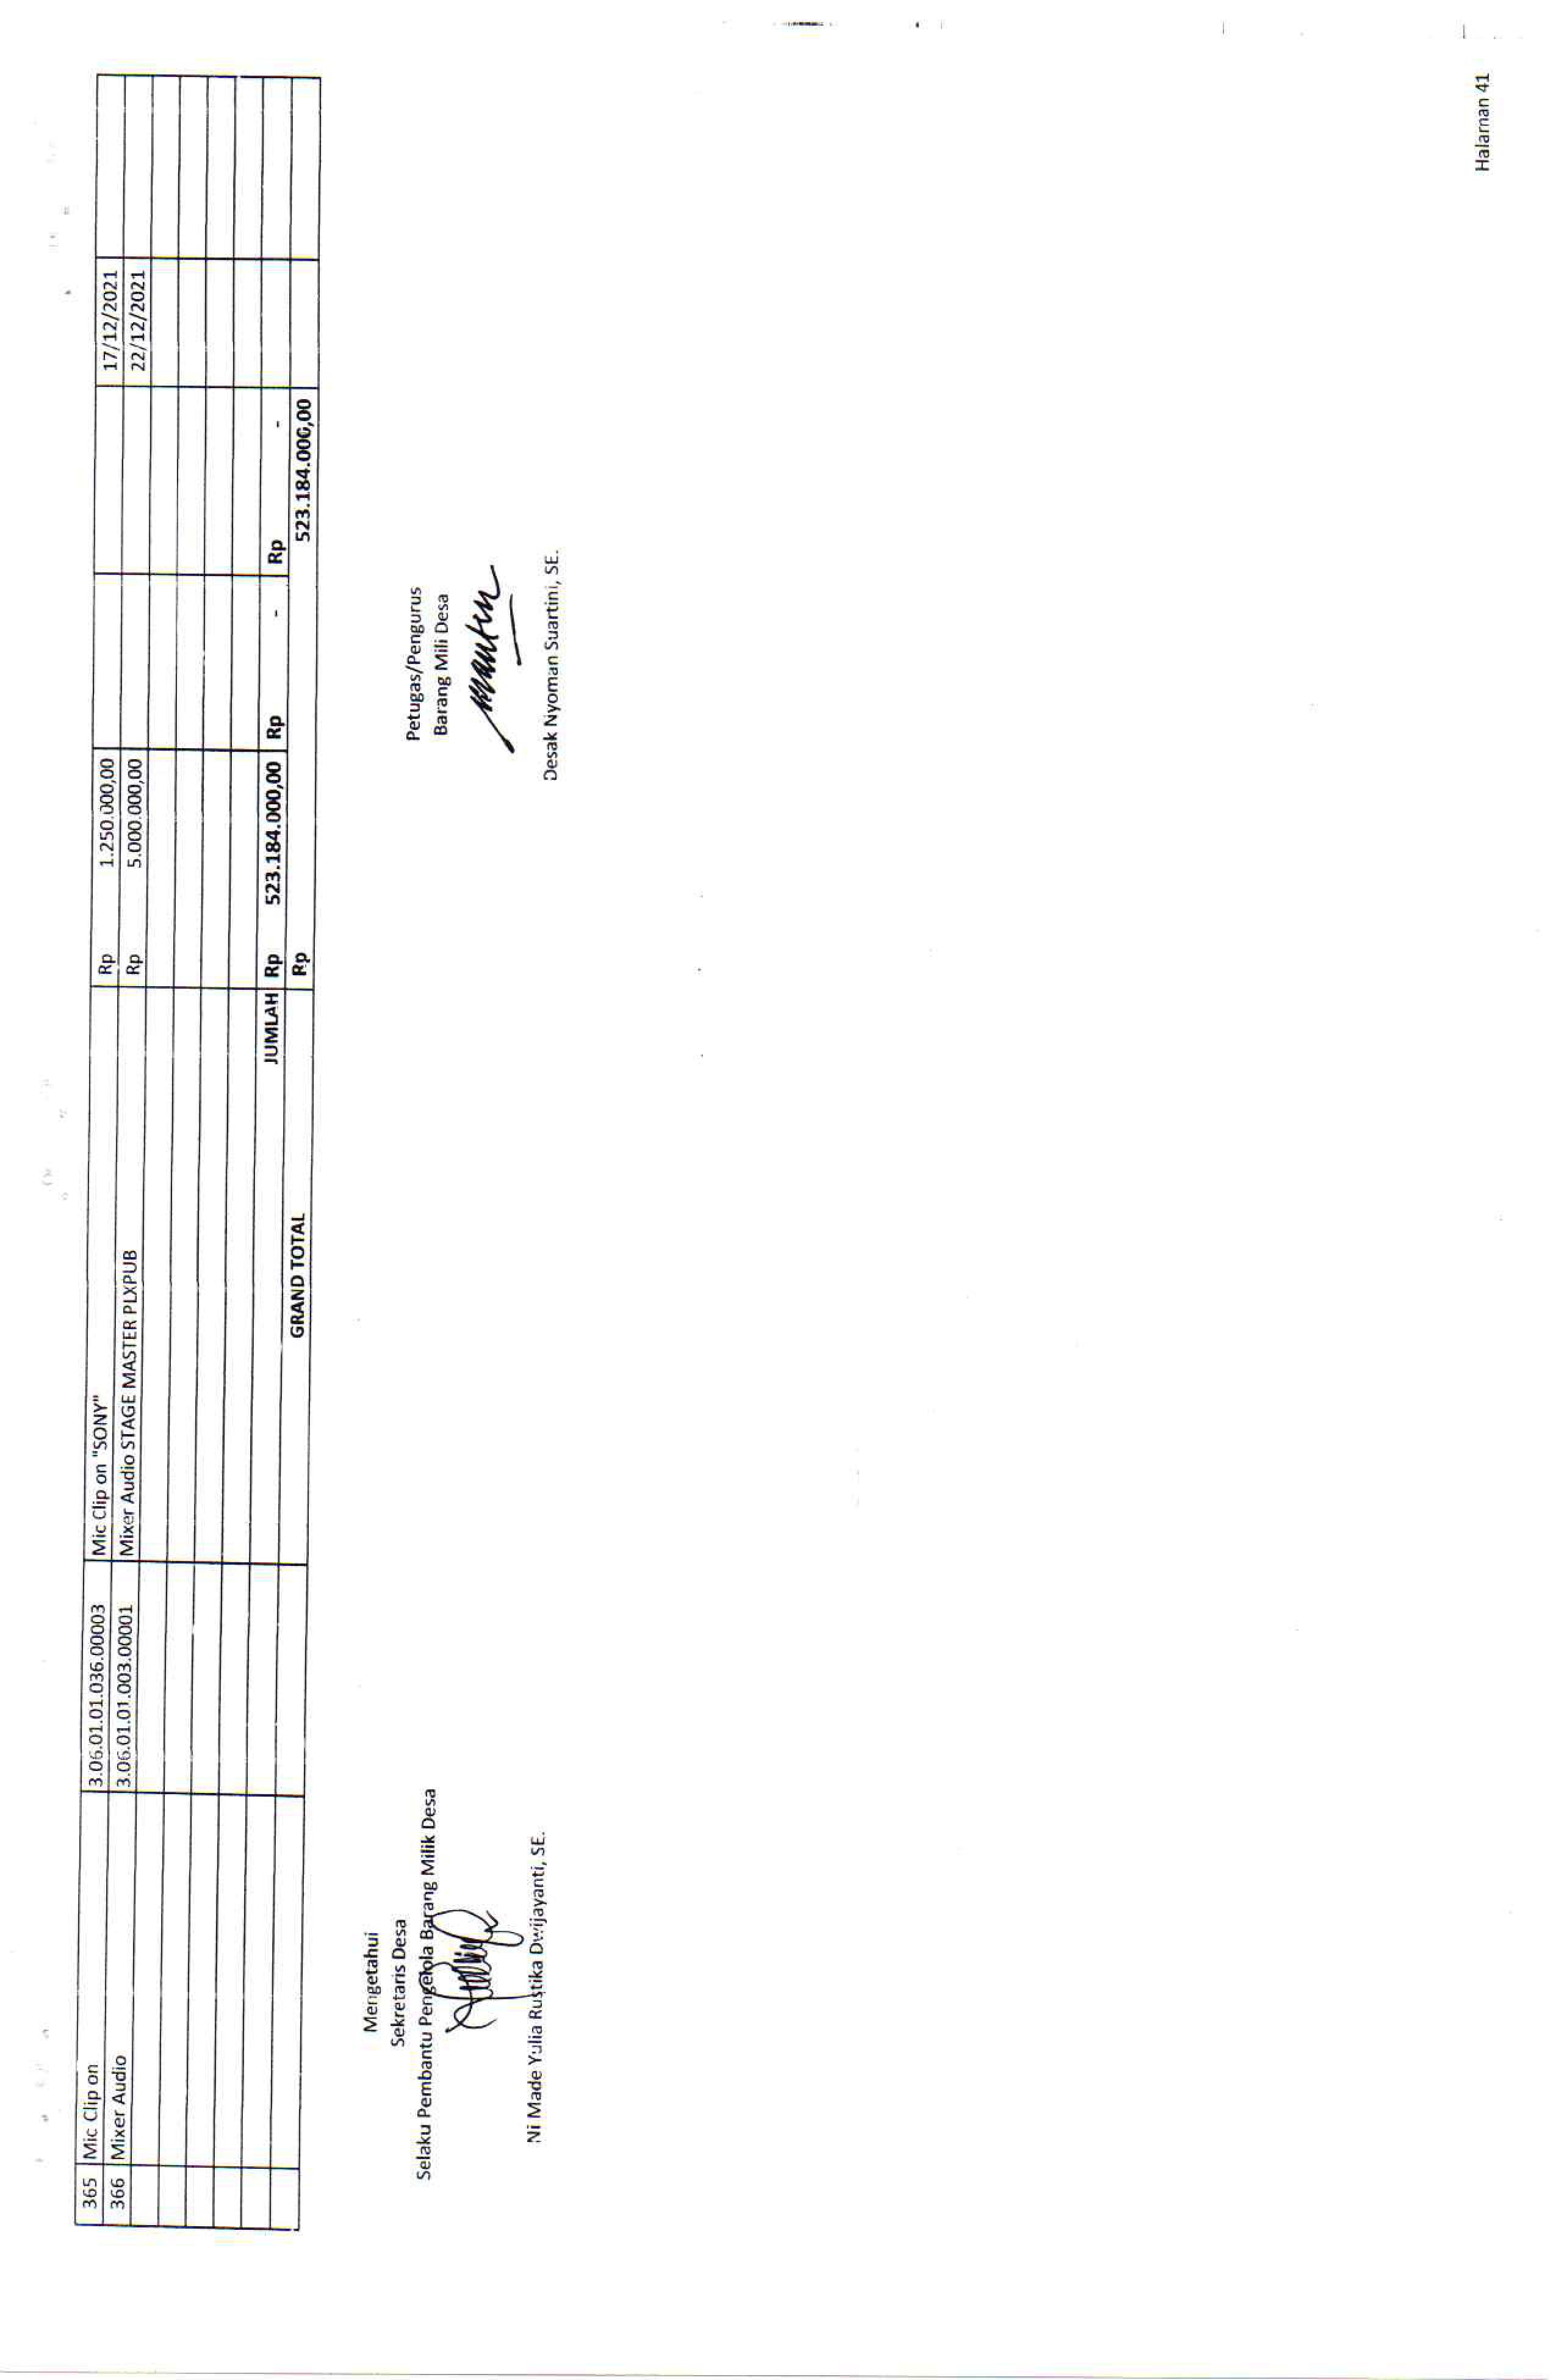 365 Mic Clip on 3.06.01.01.036.00003 Mic Clip on "SONY" Rp 1.250.000,00 17/12/2021
366 Mixer Audio 3.06.01.01.003.00001 Mixer Audio STAGE MASTER PLXPUB Rp 5.000.000,00 22/12/2021
JUMLAH Rp 523.184.000,00 Rp - Rp -
GRAND TOTAL Rp 523.184.000,00
Mengetahui
Sekretaris Desa
Selaku Pembantu Pengelola Barang Milik Desa
Ni Made Yulia Rustika Dwijayanti, SE.
Petugas/Pengurus
Barang Mili Desa
Desak Nyoman Suartini, SE.
Halaman 41